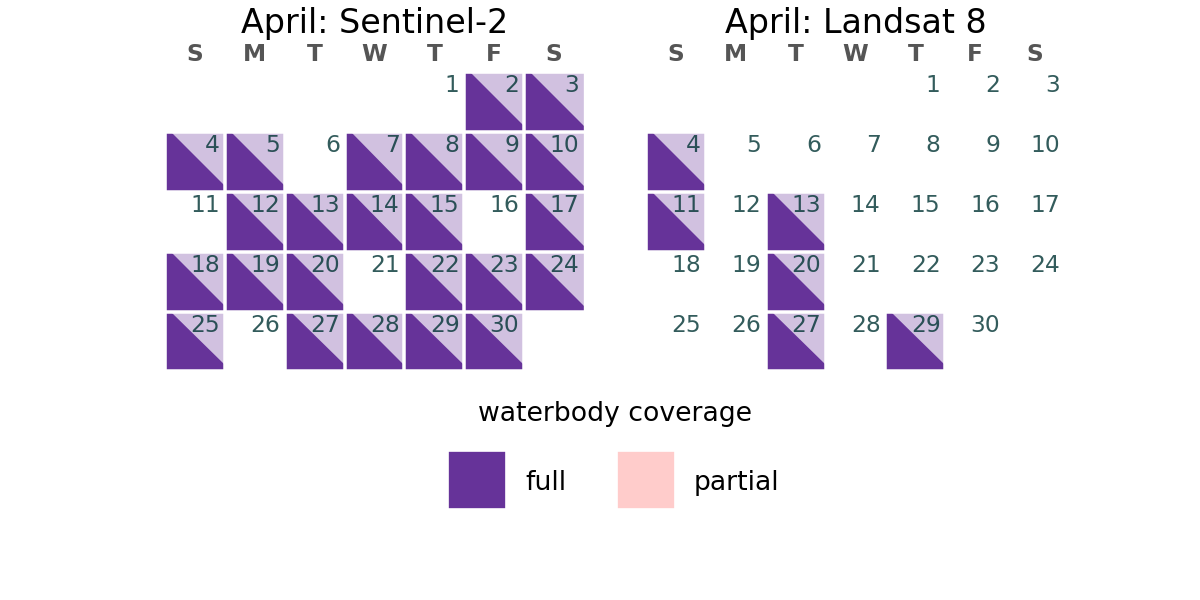 April: Sentinel-2
S M T W T F S
1 2 3
4 5 6 7 8 9 10
11 12 13 14 15 16 17
18 19 20 21 22 23 24
25 26 27 28 29 30
April: Landsat 8
S M T W T F S
1 2 3
4 5 6 7 8 9 10
11 12 13 14 15 16 17
18 19 20 21 22 23 24
25 26 27 28 29 30
waterbody coverage
full partial